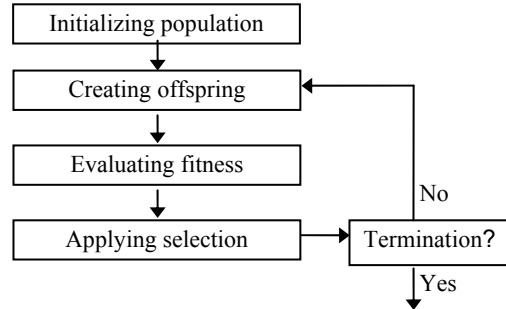 Initializing population
Creating offspring
Evaluating fitness
No
Applying selection
Termination?
Yes